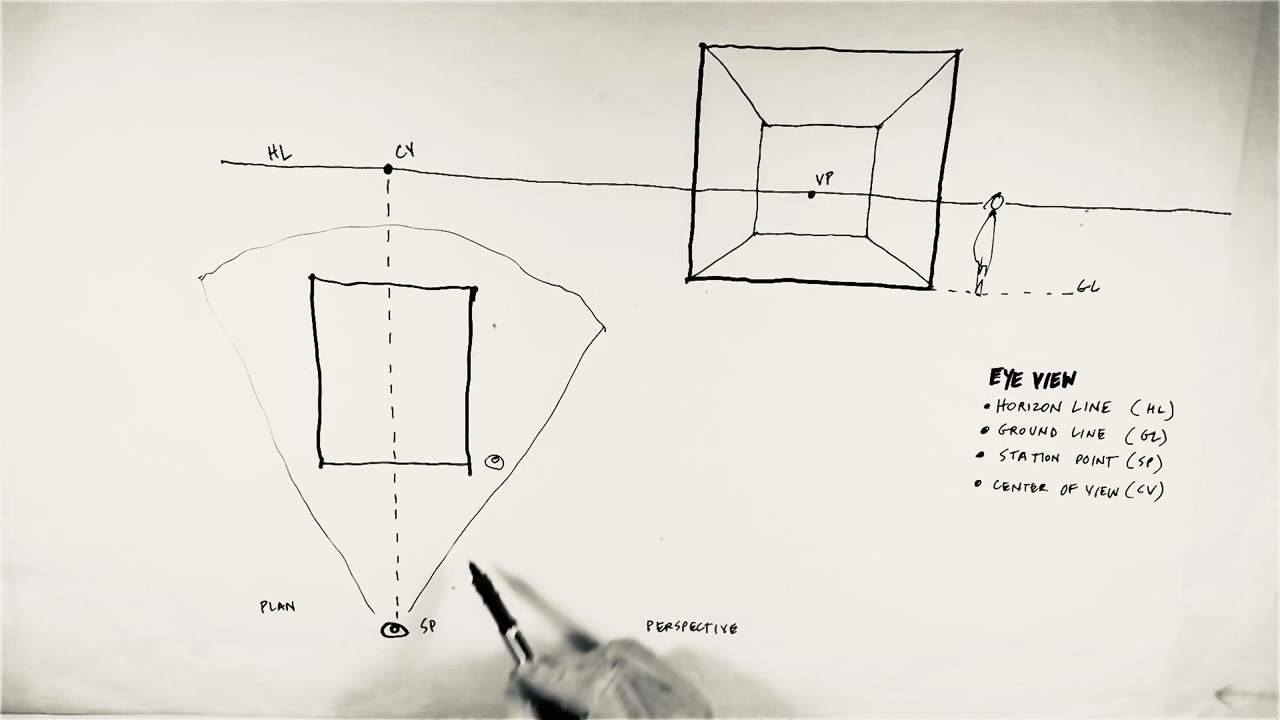 HL
CV
VP
GL
EYE VIEW
• HORIZON LINE (HL)
• GROUND LINE (GL)
• STATION POINT (SP)
• CENTER OF VIEW (CV)
PLAN
SP
PERSPECTIVE